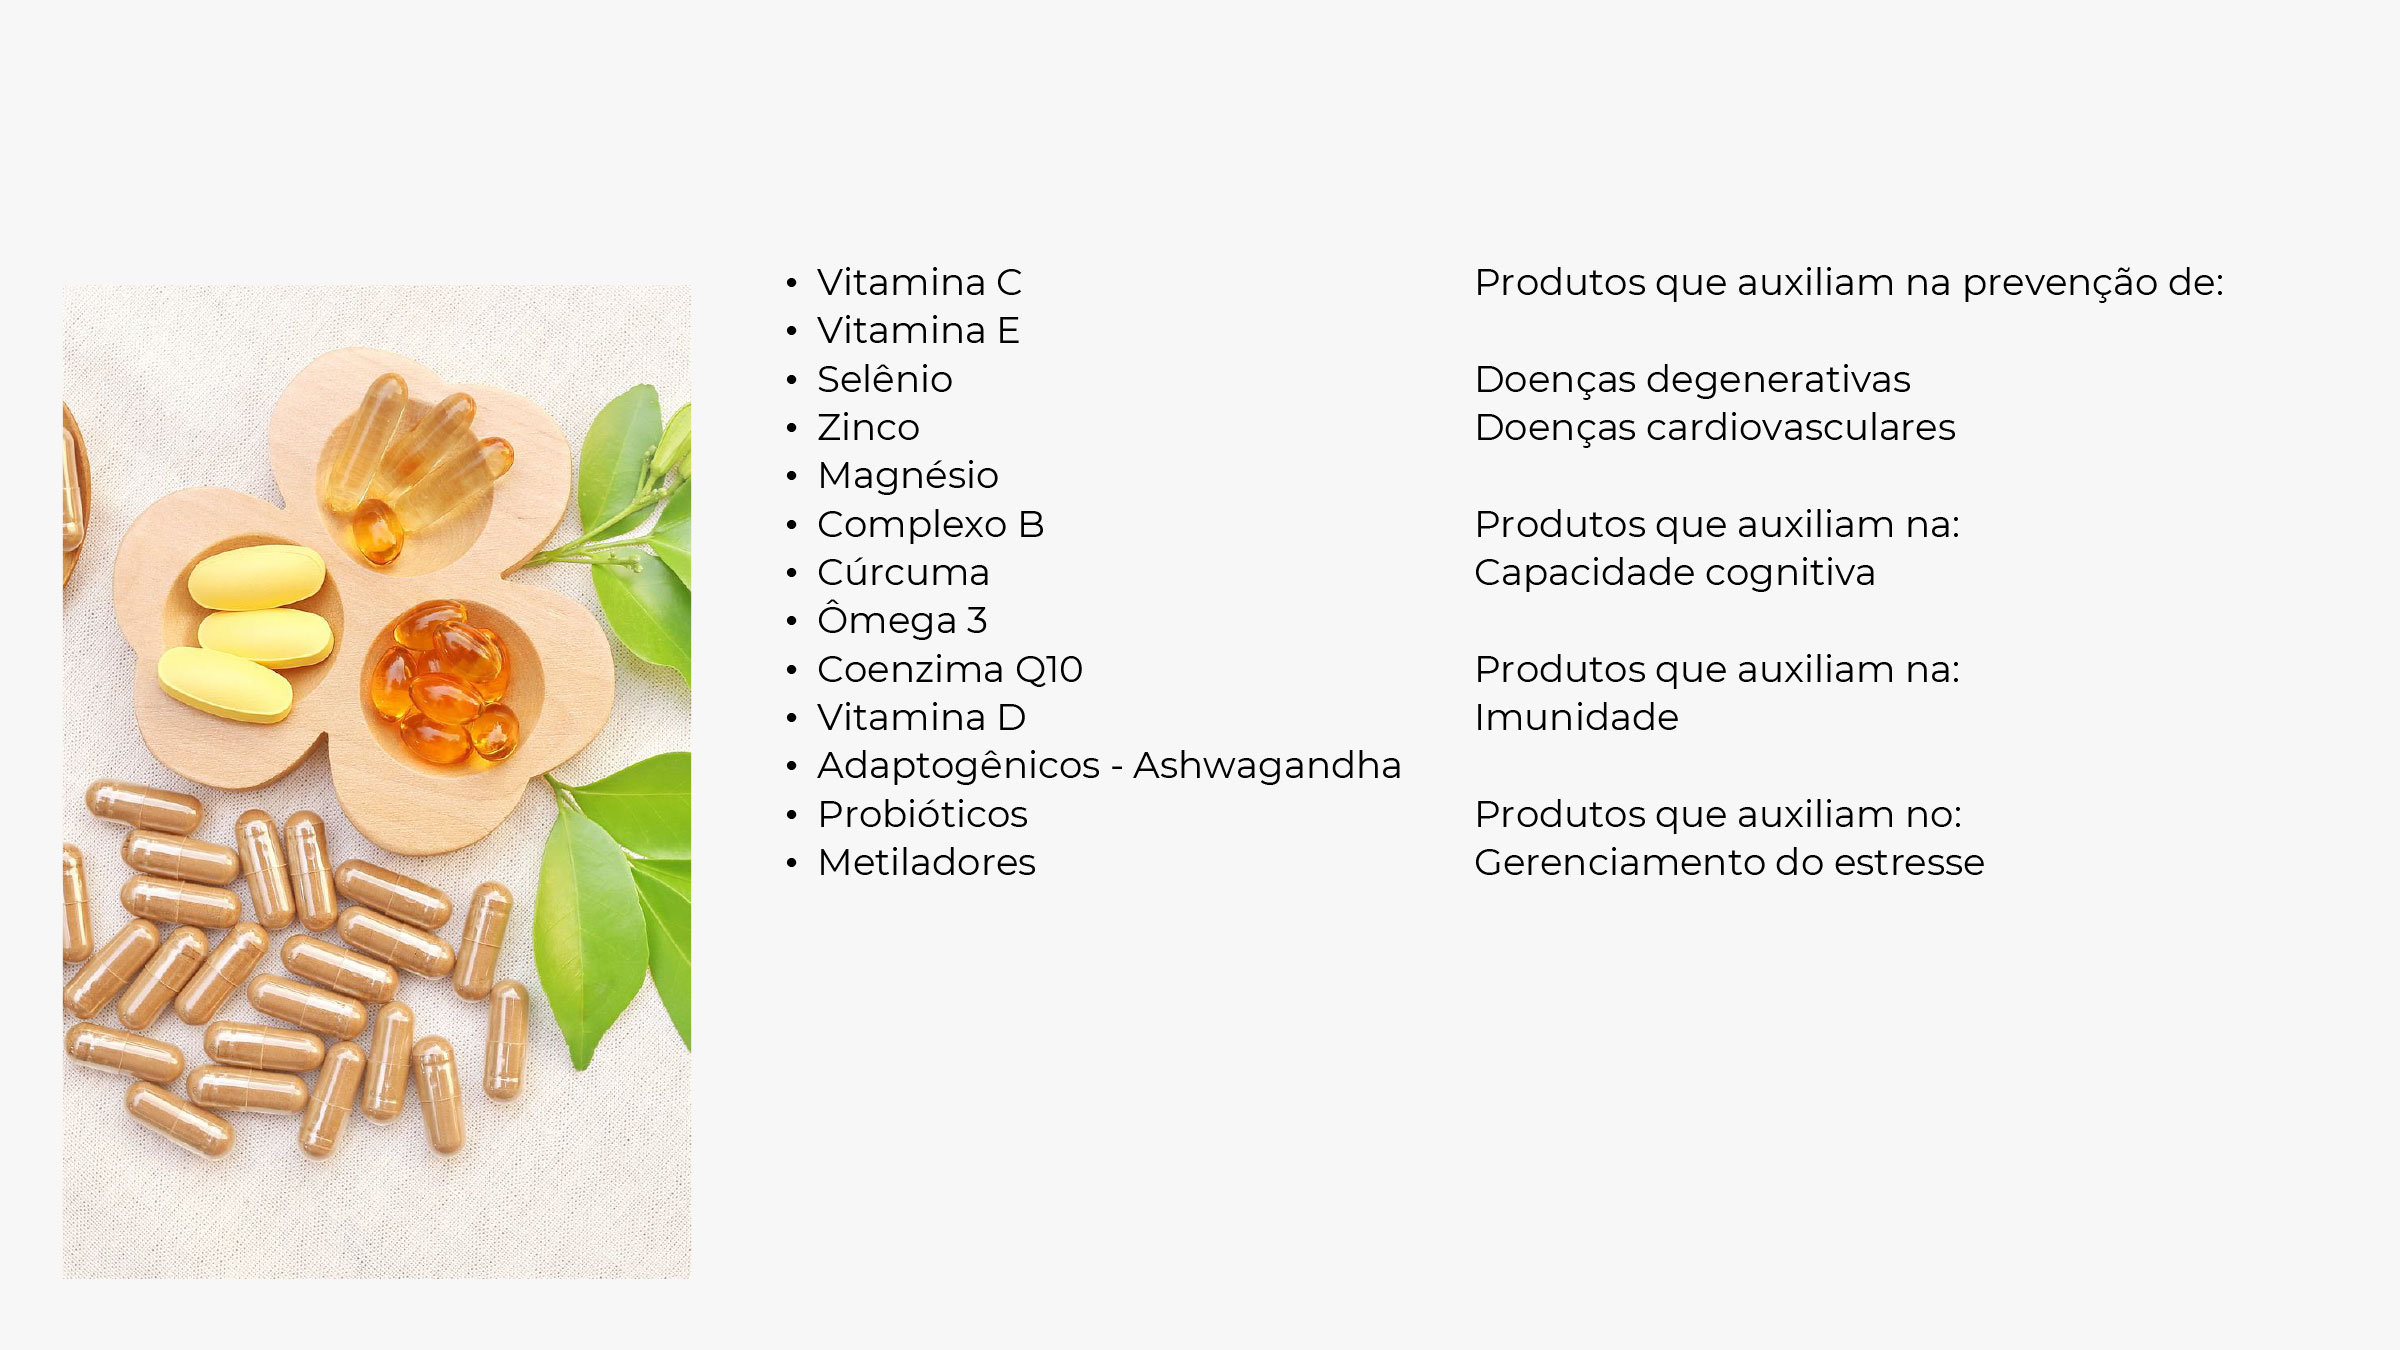 • Vitamina C
• Vitamina E
• Selênio
• Zinco
• Magnésio
• Complexo B
• Cúrcuma
• Ômega 3
• Coenzima Q10
• Vitamina D
• Adaptogênicos - Ashwagandha
• Probióticos
• Metiladores
Produtos que auxiliam na prevenção de:
Doenças degenerativas
Doenças cardiovasculares
Produtos que auxiliam na:
Capacidade cognitiva
Produtos que auxiliam na:
Imunidade
Produtos que auxiliam no:
Gerenciamento do estresse